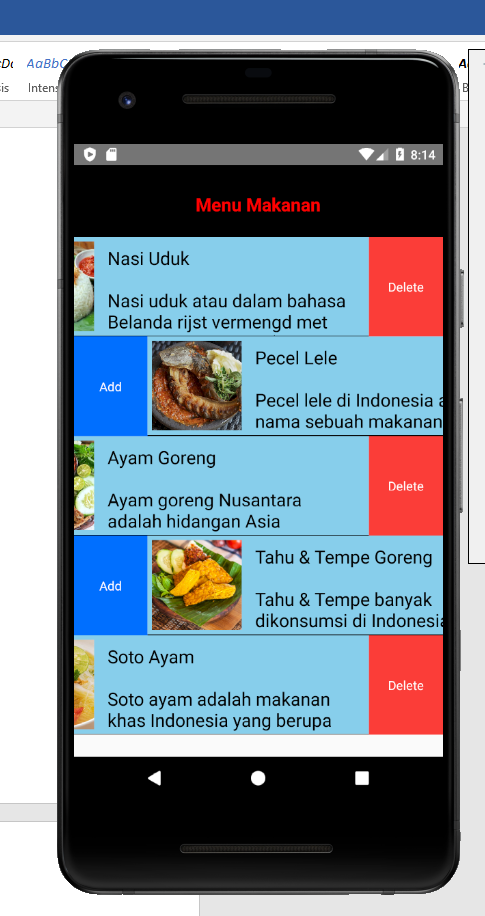 AaBbC
Intens
8:14
Menu Makanan
Nasi Uduk
Nasi uduk atau dalam bahasa
Belanda rijst vermengd met
Delete
Add
Pecel Lele
Pecel lele di Indonesia a
nama sebuah makanan
Ayam Goreng
Ayam goreng Nusantara
adalah hidangan Asia
Delete
Add
Tahu & Tempe Goreng
Tahu & Tempe banyak
dikonsumsi di Indonesia
Soto Ayam
Soto ayam adalah makanan
khas Indonesia yang berupa
Delete